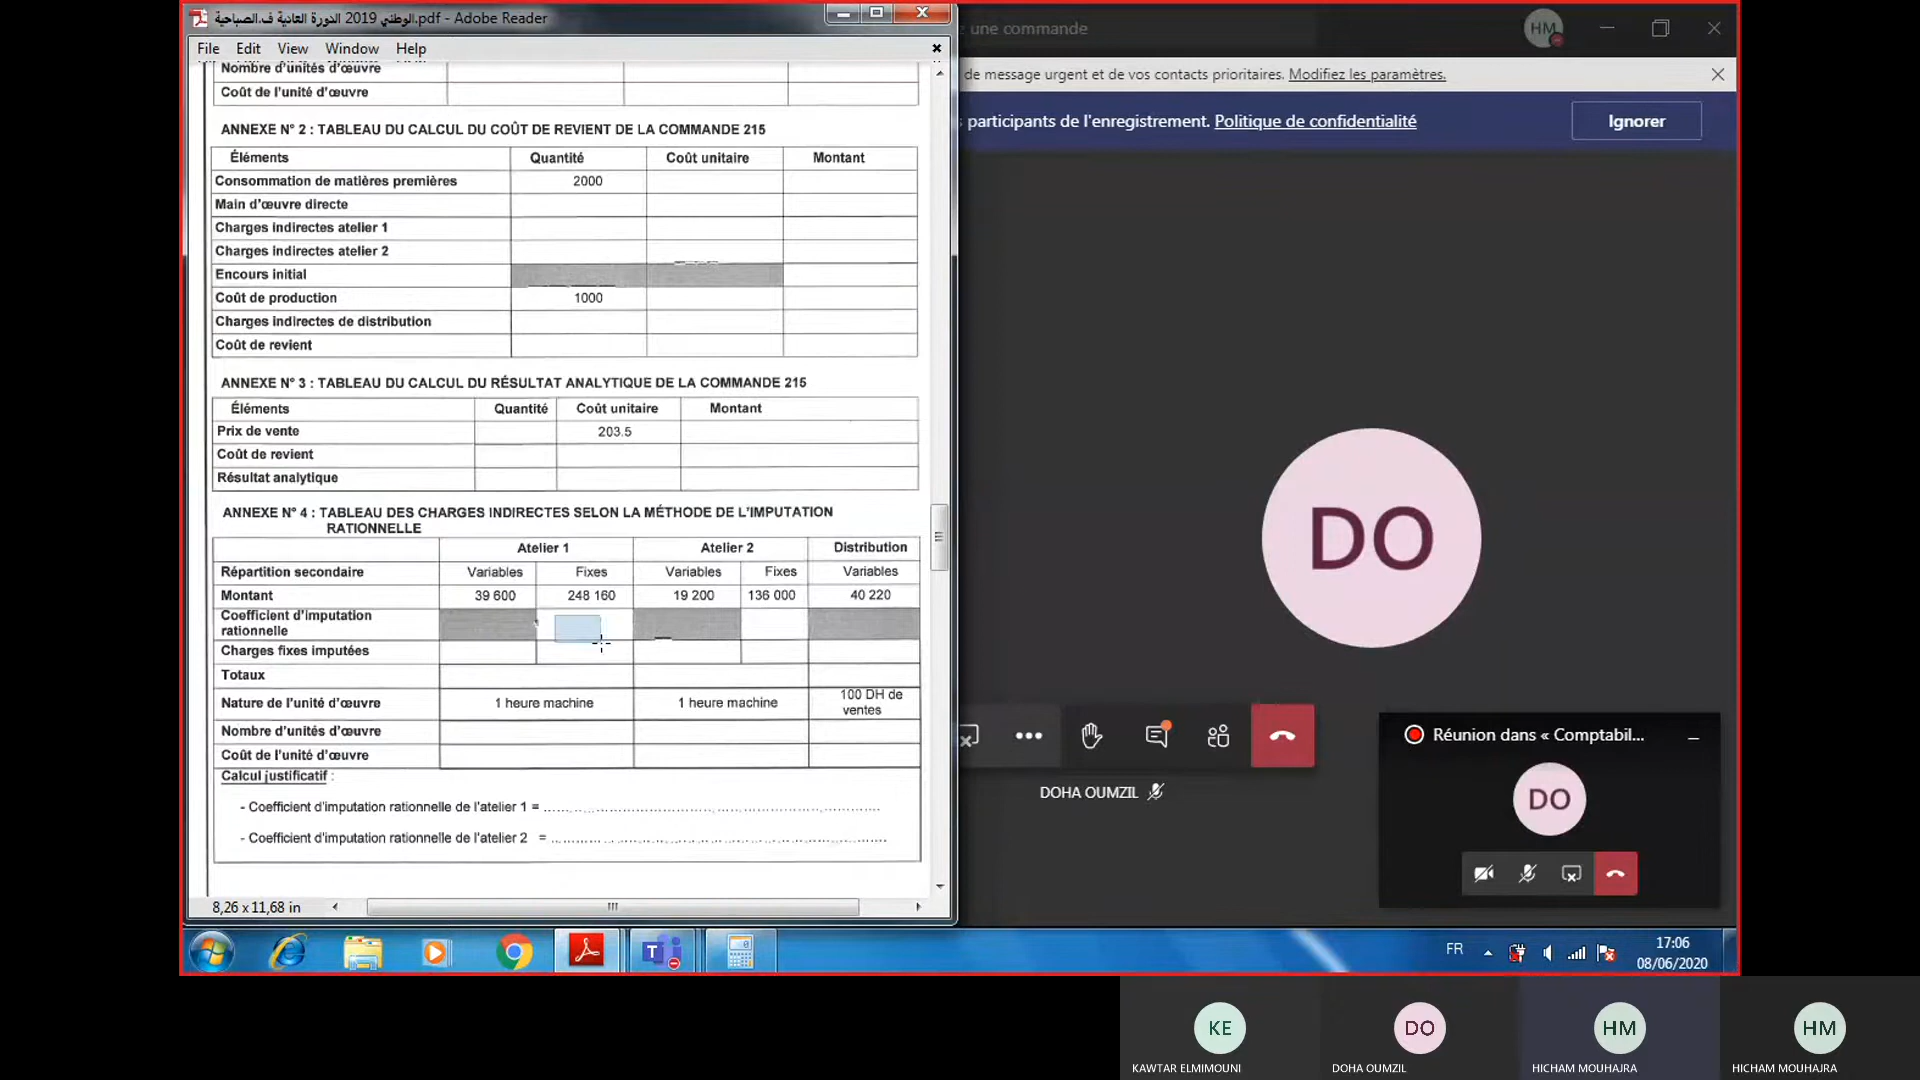 الوطني 2019 الدورة العادية ف.الصباحية.pdf - Adobe Reader
File Edit View Window Help
Nombre d'unités d'œuvre
Coût de l'unité d'œuvre
ANNEXE N° 2 : TABLEAU DU CALCUL DU COÛT DE REVIENT DE LA COMMANDE 215
Éléments Quantité Coût unitaire Montant
Consommation de matières premières 2000
Main d'œuvre directe
Charges indirectes atelier 1
Charges indirectes atelier 2
Encours initial
Coût de production 1000
Charges indirectes de distribution
Coût de revient
ANNEXE N° 3 : TABLEAU DU CALCUL DU RÉSULTAT ANALYTIQUE DE LA COMMANDE 215
Éléments Quantité Coût unitaire Montant
Prix de vente 203.5
Coût de revient
Résultat analytique
ANNEXE N° 4 : TABLEAU DES CHARGES INDIRECTES SELON LA MÉTHODE DE L'IMPUTATION
RATIONNELLE
Atelier 1 Atelier 2 Distribution
Répartition secondaire Variables Fixes Variables Fixes Variables
Montant 39 600 248 160 19 200 136 000 40 220
Coefficient d'imputation
rationnelle
Charges fixes imputées
Totaux
Nature de l'unité d'œuvre 1 heure machine 1 heure machine 100 DH de
ventes
Nombre d'unités d'œuvre
Coût de l'unité d'œuvre
Calcul justificatif :
- Coefficient d'imputation rationnelle de l'atelier 1 = ....................
- Coefficient d'imputation rationnelle de l'atelier 2 = ....................
8,26 x 11,68 in
une commande
HM
de message urgent et de vos contacts prioritaires. Modifiez les paramètres.
participants de l'enregistrement. Politique de confidentialité
Ignorer
DO
DOHA OUMZIL
Réunion dans « Comptabil...
DO
FR
17:06
08/06/2020
KE
KAWTAR ELMIMOUNI
DO
DOHA OUMZIL
HM
HICHAM MOUHAJRA
HM
HICHAM MOUHAJRA